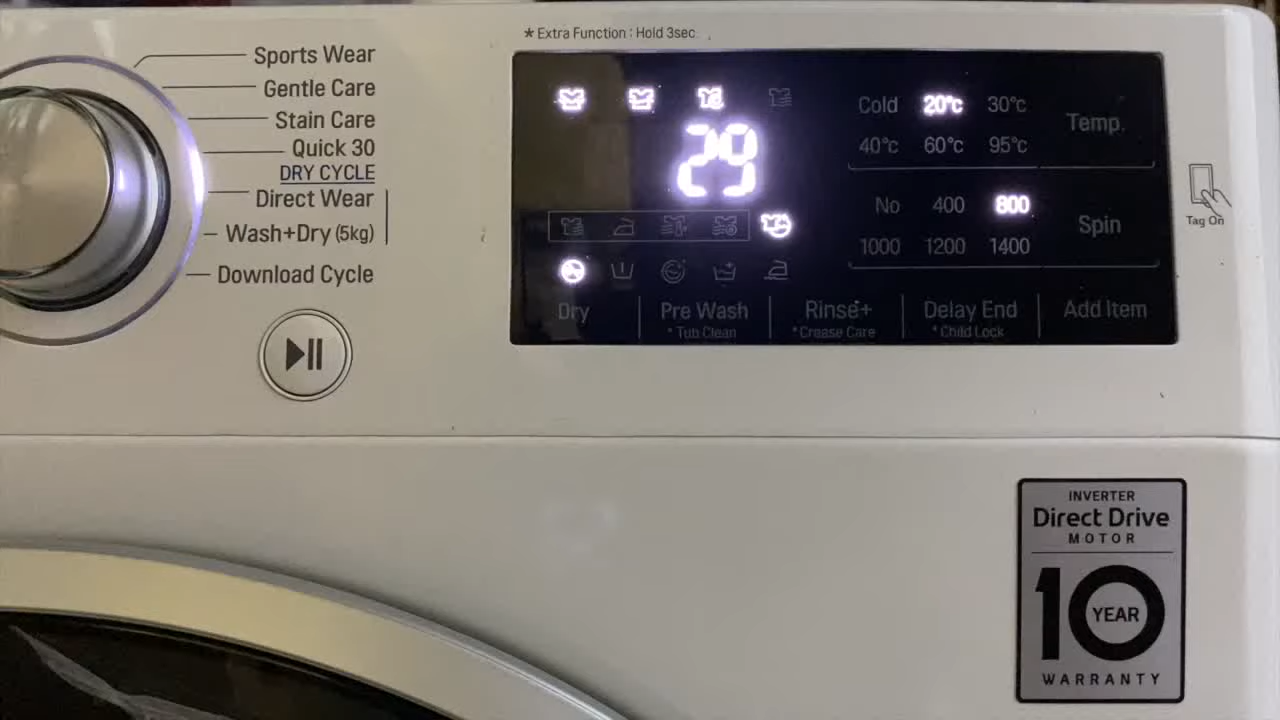 * Extra Function : Hold 3sec.
Sports Wear
Gentle Care
Stain Care
Quick 30
DRY CYCLE
Direct Wear
Wash+Dry (5kg)
Download Cycle
29
Cold 20°c 30°c
40°c 60°c 95°c
Temp.
No 400 800
1000 1200 1400
Spin
Tag On
Dry Pre Wash Rinse+ Delay End Add Item
* Tub Clean * Crease Care * Child Lock
INVERTER
Direct Drive
MOTOR
10
YEAR
WARRANTY